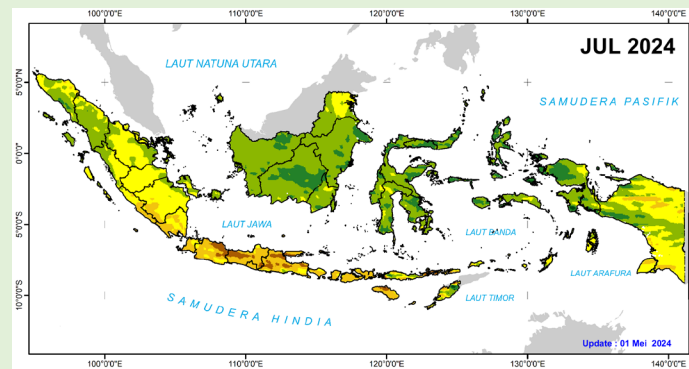 100°0'0"E 110°0'0"E 120°0'0"E 130°0'0"E 140°0'0"E
JUL 2024
LAUT NATUNA UTARA
5°0'0"N
SAMUDERA PASIFIK
0°0'0"
5°0'0"S
LAUT JAWA
LAUT BANDA
LAUT ARAFURA
10°0'0"S
SAMUDERA HINDIA
LAUT TIMOR
Update : 01 Mei 2024
100°0'0"E 110°0'0"E 120°0'0"E 130°0'0"E 140°0'0"E